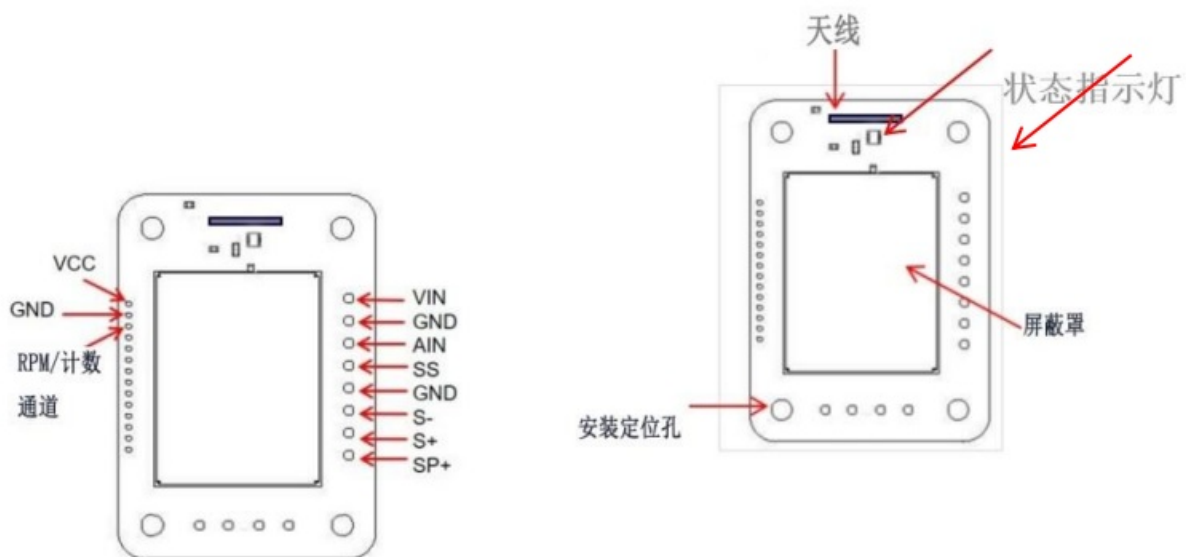 VCC
GND
RPM/计数
通道
VIN
GND
AIN
SS
GND
S-
S+
SP+
天线
状态指示灯
屏蔽罩
安装定位孔